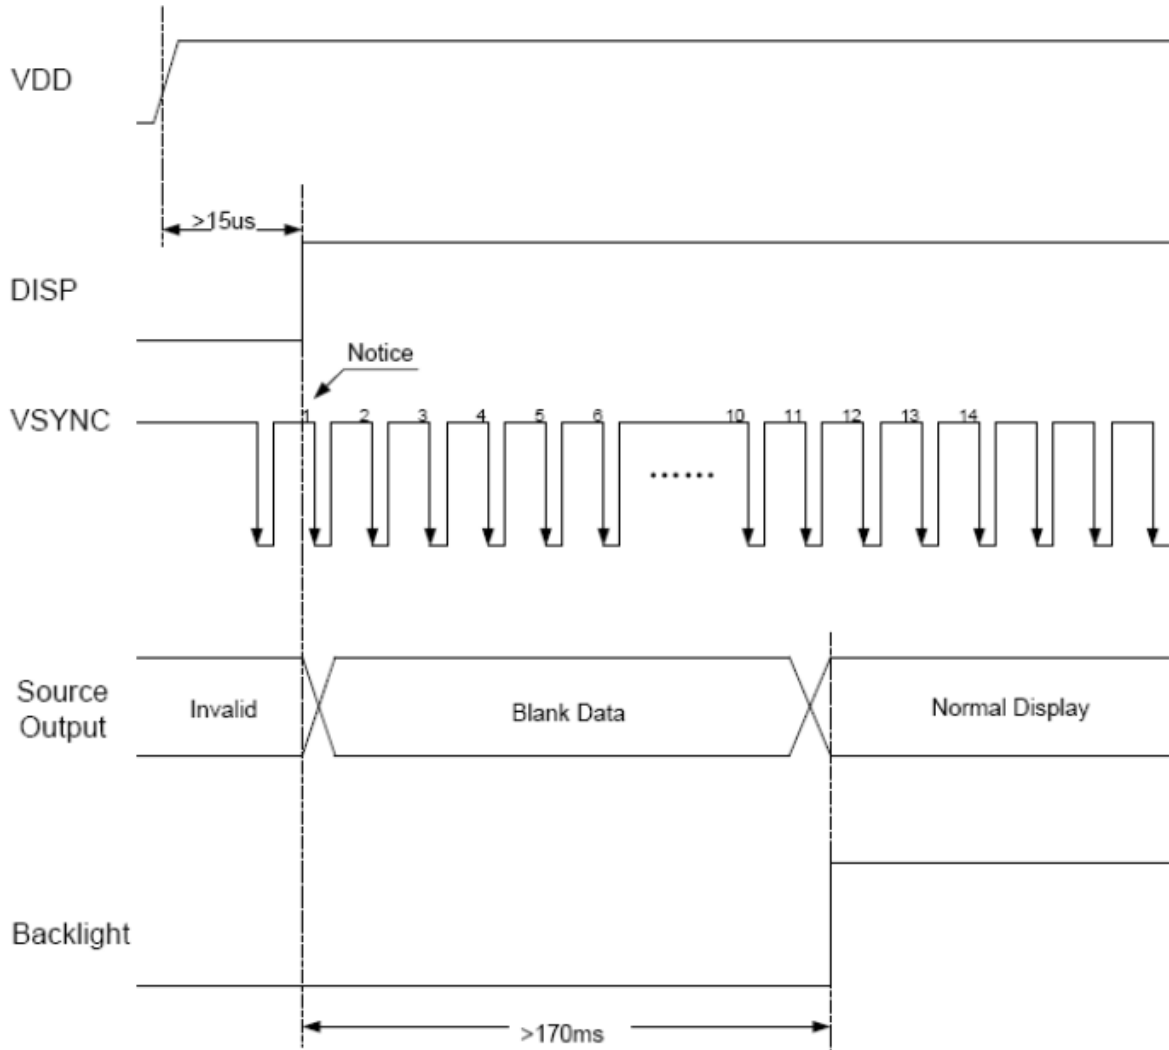 VDD
>15us
DISP
Notice
VSYNC
1 2 3 4 5 6 10 11 12 13 14
......
Source
Output
Invalid
Blank Data
Normal Display
Backlight
>170ms